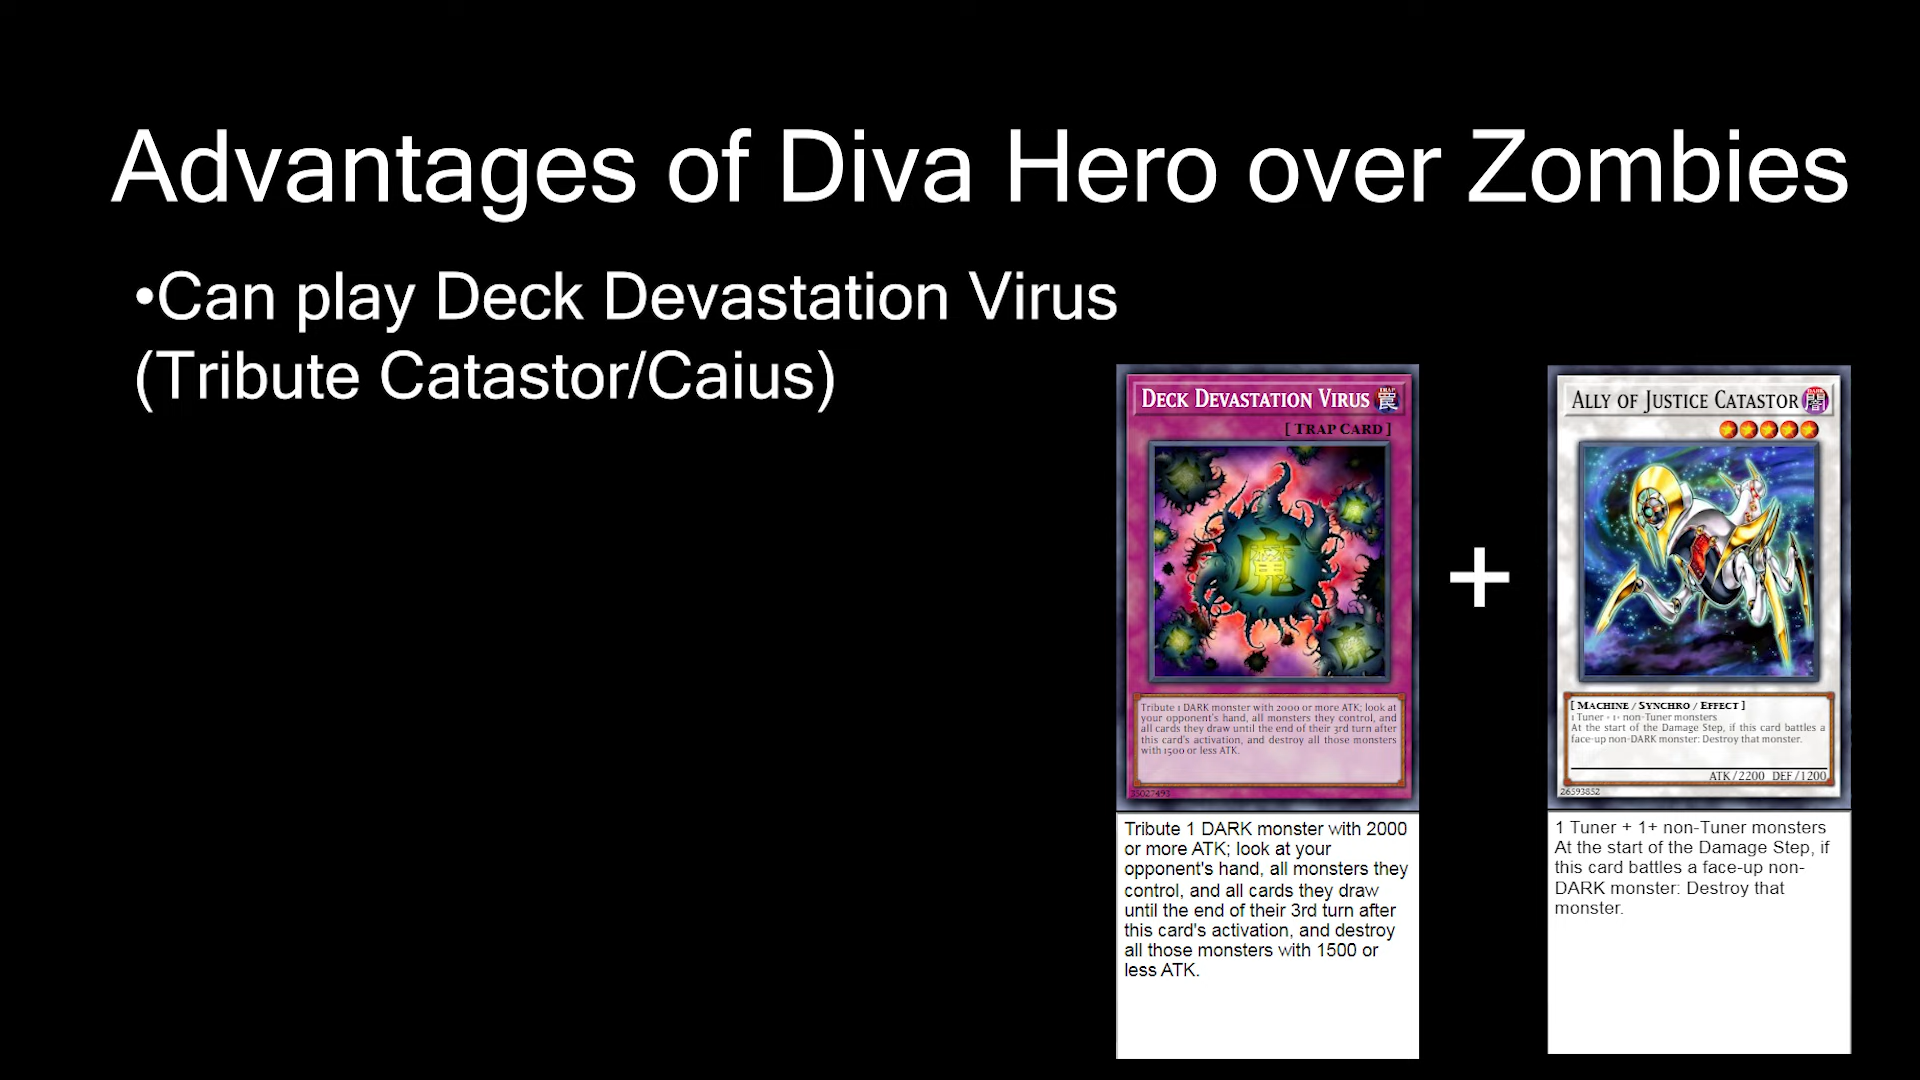 Advantages of Diva Hero over Zombies
•Can play Deck Devastation Virus
(Tribute Catastor/Caius)
DECK DEVASTATION VIRUS
TRAP
罠
[ TRAP CARD ]
魔
Tribute 1 DARK monster with 2000 or more ATK; look at
your opponent's hand, all monsters they control, and
all cards they draw until the end of their 3rd turn after
this card's activation, and destroy all those monsters
with 1500 or less ATK.
35027493
Tribute 1 DARK monster with 2000
or more ATK; look at your
opponent's hand, all monsters they
control, and all cards they draw
until the end of their 3rd turn after
this card's activation, and destroy
all those monsters with 1500 or
less ATK.
+
ALLY OF JUSTICE CATASTOR
DARK
闇
[ MACHINE / SYNCHRO / EFFECT ]
1 Tuner + 1+ non-Tuner monsters
At the start of the Damage Step, if this card battles a
face-up non-DARK monster: Destroy that monster.
ATK/2200 DEF/1200
26593852
1 Tuner + 1+ non-Tuner monsters
At the start of the Damage Step, if
this card battles a face-up non-
DARK monster: Destroy that
monster.